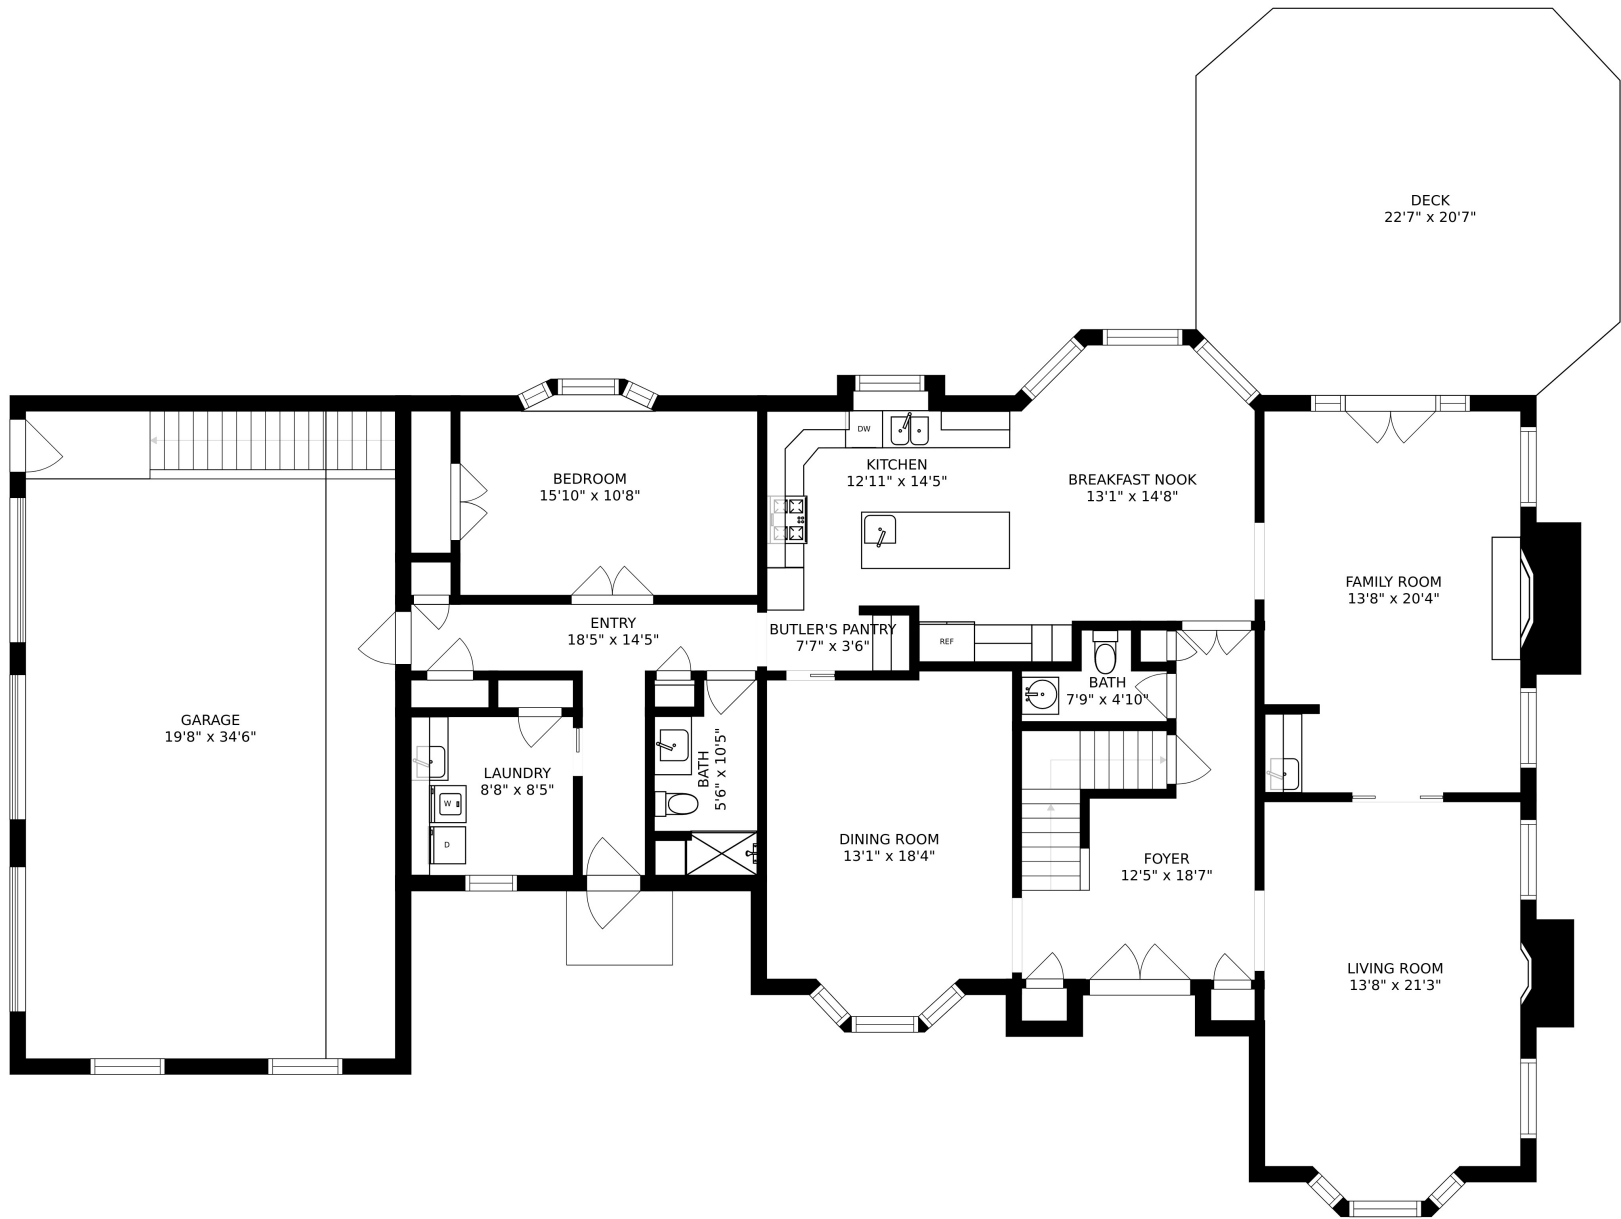 DECK
22'7" x 20'7"
DW
KITCHEN
12'11" x 14'5"
BEDROOM
15'10" x 10'8"
BREAKFAST NOOK
13'1" x 14'8"
FAMILY ROOM
13'8" x 20'4"
ENTRY
18'5" x 14'5"
BUTLER'S PANTRY
7'7" x 3'6"
REF
BATH
7'9" x 4'10"
GARAGE
19'8" x 34'6"
LAUNDRY
8'8" x 8'5"
W
D
BATH
5'6" x 10'5"
DINING ROOM
13'1" x 18'4"
FOYER
12'5" x 18'7"
LIVING ROOM
13'8" x 21'3"